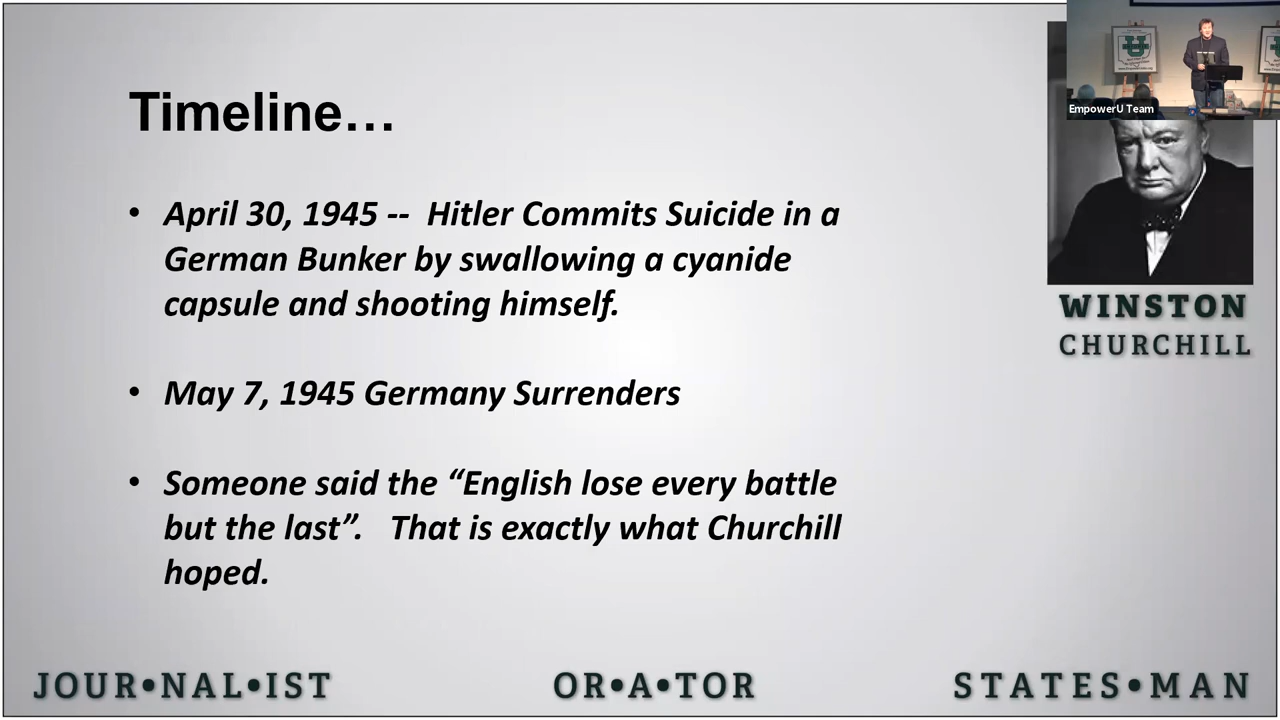 Timeline…
• April 30, 1945 -- Hitler Commits Suicide in a
German Bunker by swallowing a cyanide
capsule and shooting himself.
• May 7, 1945 Germany Surrenders
• Someone said the “English lose every battle
but the last”. That is exactly what Churchill
hoped.
EmpowerU Team
WINSTON
CHURCHILL
JOUR•NAL•IST
OR•A•TOR
STATES•MAN